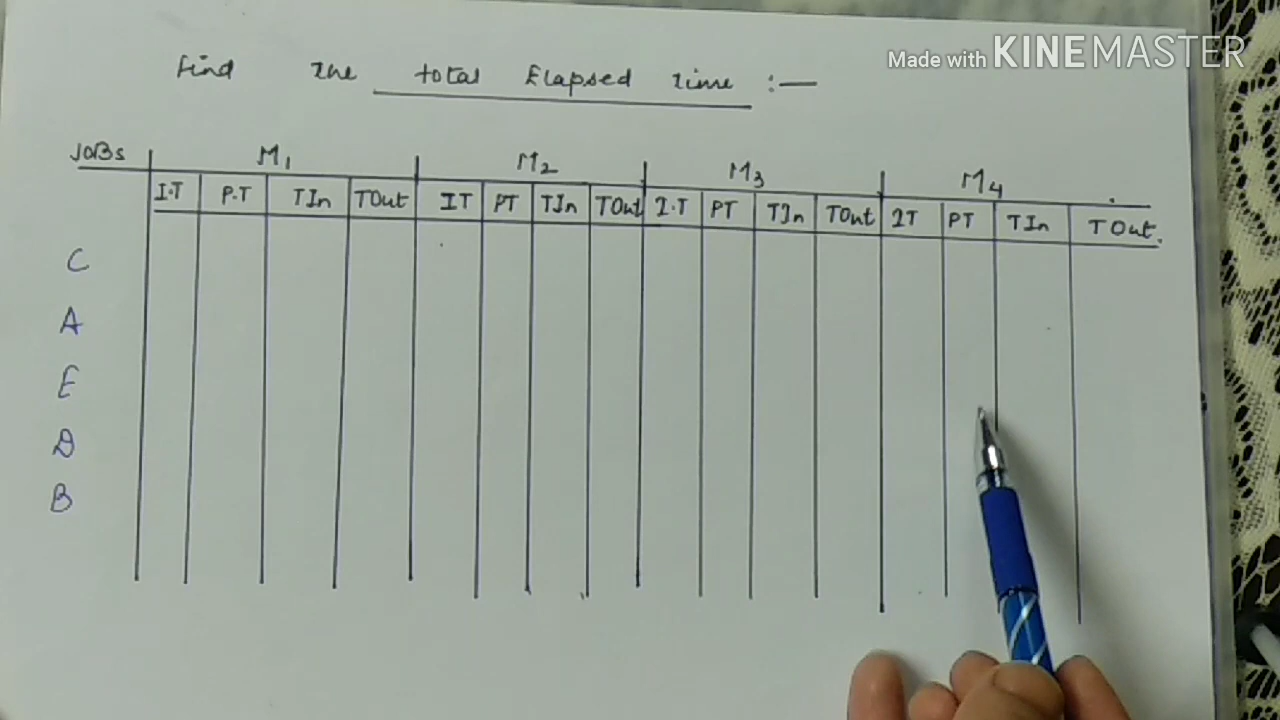 Made with KINEMASTER
Find the total Elapsed time :—
JOBs M1 M2 M3 M4
I.T P.T TIn TOut IT PT TIn TOut I.T PT TIn TOut IT PT TIn TOut.
C
A
E
D
B